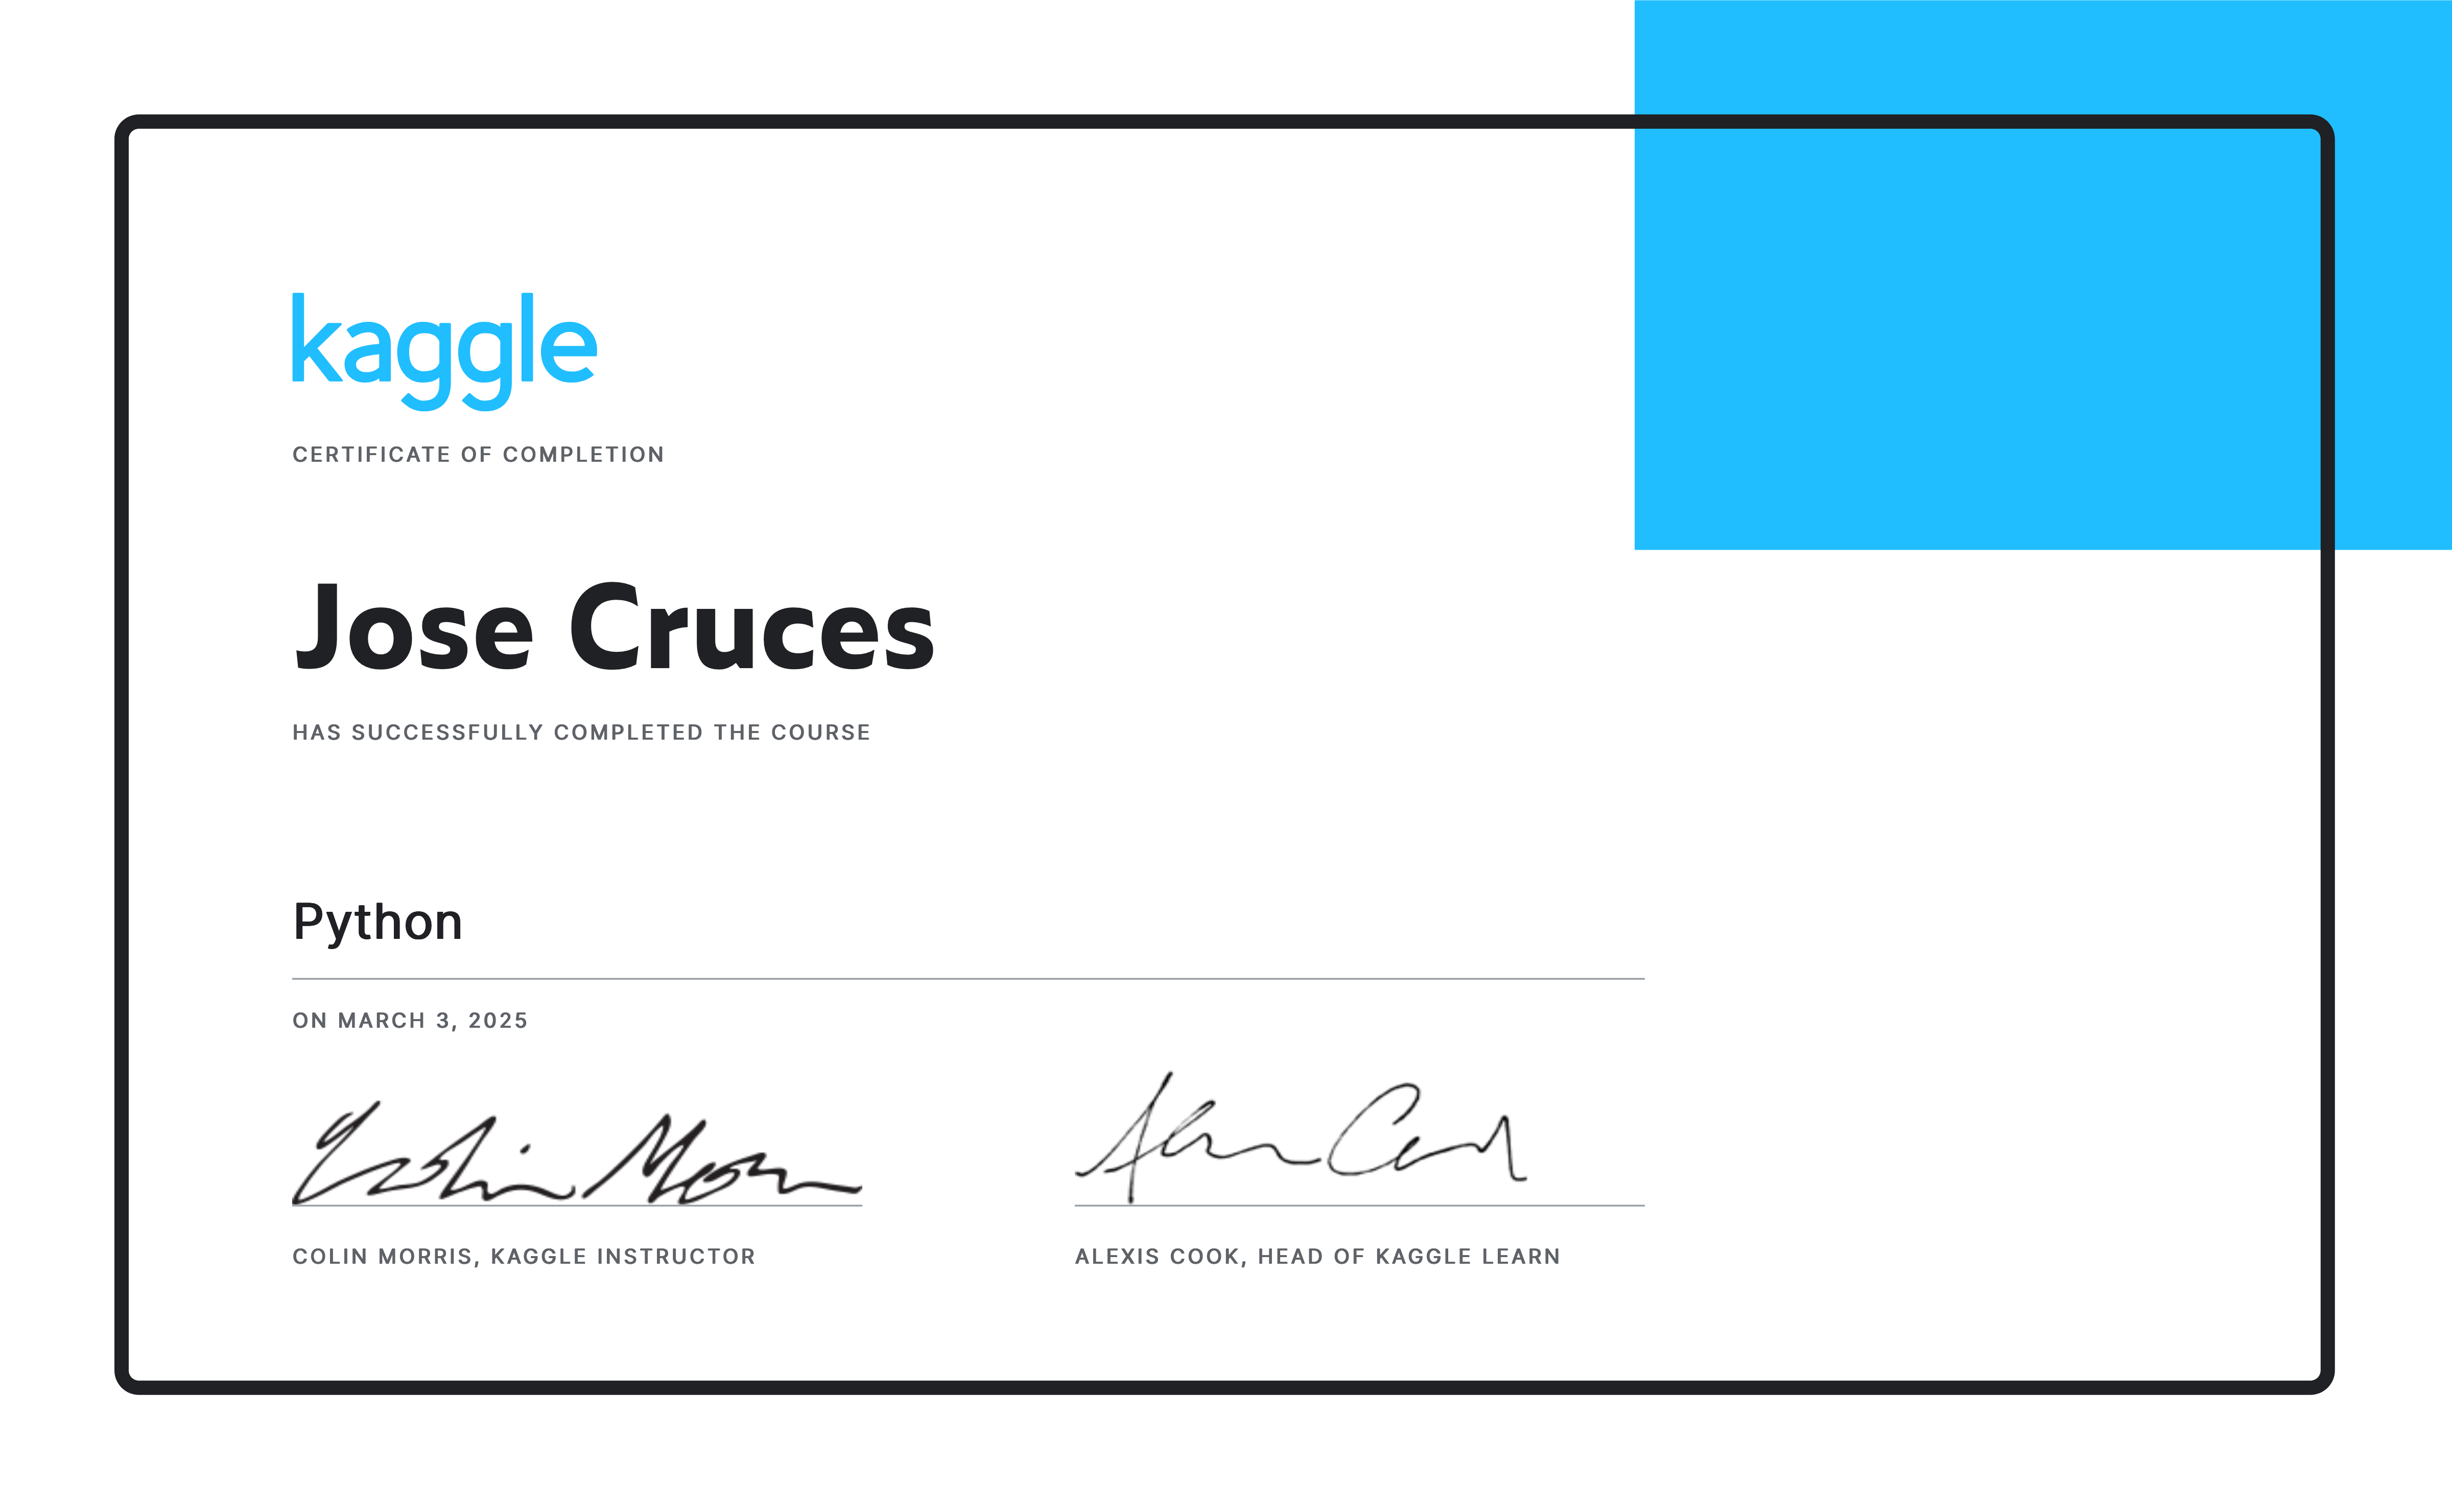 kaggle
CERTIFICATE OF COMPLETION
Jose Cruces
HAS SUCCESSFULLY COMPLETED THE COURSE
Python
ON MARCH 3, 2025
COLIN MORRIS, KAGGLE INSTRUCTOR
ALEXIS COOK, HEAD OF KAGGLE LEARN